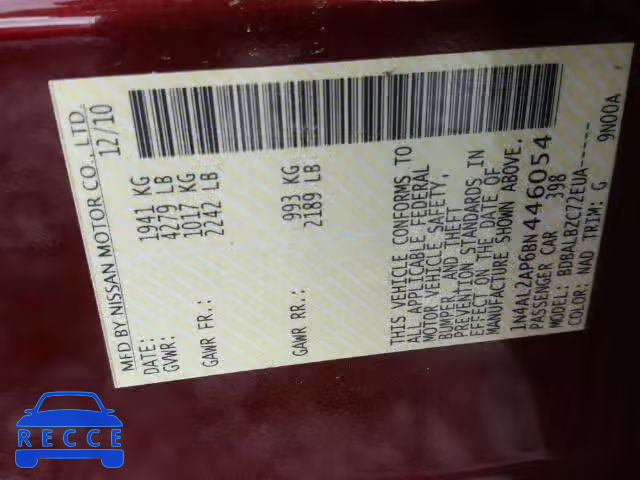 MFD BY NISSAN MOTOR CO., LTD.
DATE: 12/10
GVWR: 1941 KG
4279 LB
GAWR FR.: 1017 KG
2242 LB
GAWR RR.: 993 KG
2189 LB
THIS VEHICLE CONFORMS TO
ALL APPLICABLE FEDERAL
MOTOR VEHICLE SAFETY,
BUMPER, AND THEFT
PREVENTION STANDARDS IN
EFFECT ON THE DATE OF
MANUFACTURE SHOWN ABOVE.
1N4AL2AP6BN446054
PASSENGER CAR 398
MODEL: BDBALBZC72EUA-----
COLOR: NAD TRIM: G 9N00A
RECCE